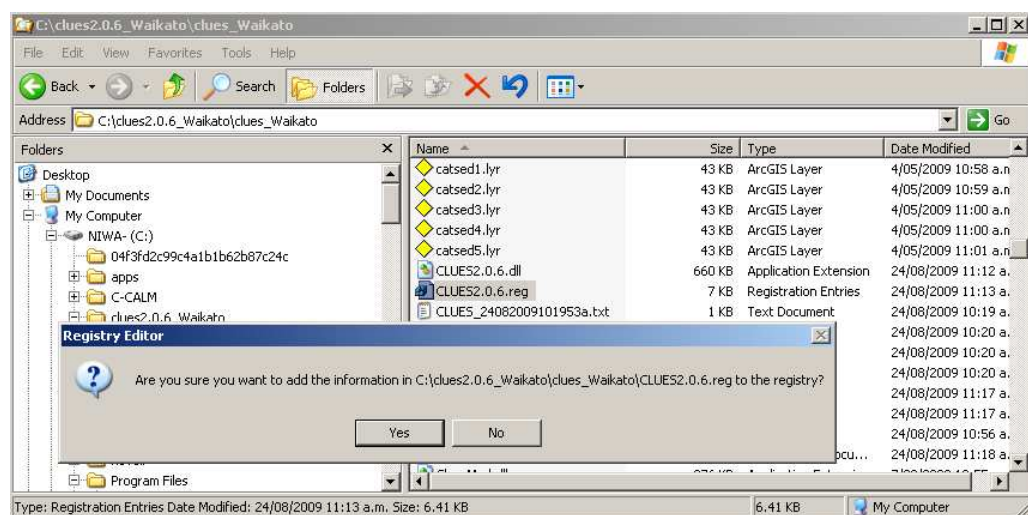 C:\clues2.0.6_Waikato\clues_Waikato
File Edit View Favorites Tools Help
Back Search Folders
Address C:\clues2.0.6_Waikato\clues_Waikato Go
Folders
Name Size Type Date Modified
Desktop
My Documents
My Computer
NIWA- (C:)
04f3fd2c99c4a1b1b62b87c24c
apps
C-CALM
clues2.0.6_Waikato
Program Files
catsed1.lyr 43 KB ArcGIS Layer 4/05/2009 10:58 a.n
catsed2.lyr 43 KB ArcGIS Layer 4/05/2009 10:59 a.n
catsed3.lyr 43 KB ArcGIS Layer 4/05/2009 11:00 a.n
catsed4.lyr 43 KB ArcGIS Layer 4/05/2009 11:00 a.n
catsed5.lyr 43 KB ArcGIS Layer 4/05/2009 11:01 a.n
CLUES2.0.6.dll 660 KB Application Extension 24/08/2009 11:12 a.
CLUES2.0.6.reg 7 KB Registration Entries 24/08/2009 11:13 a.
CLUES_24082009101953a.txt 1 KB Text Document 24/08/2009 10:19 a.
24/08/2009 10:20 a.
24/08/2009 10:20 a.
24/08/2009 10:20 a.
24/08/2009 11:17 a.
24/08/2009 11:17 a.
24/08/2009 10:56 a.
ocu... 24/08/2009 11:18 a.
Registry Editor
Are you sure you want to add the information in C:\clues2.0.6_Waikato\clues_Waikato\CLUES2.0.6.reg to the registry?
Yes No
Type: Registration Entries Date Modified: 24/08/2009 11:13 a.m. Size: 6.41 KB 6.41 KB My Computer